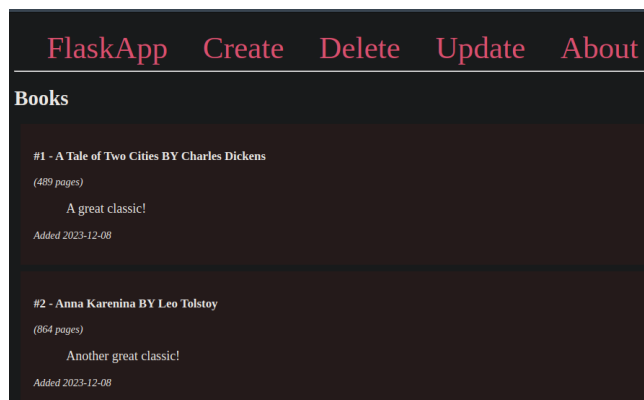 FlaskApp Create Delete Update About
Books
#1 - A Tale of Two Cities BY Charles Dickens
(489 pages)
A great classic!
Added 2023-12-08
#2 - Anna Karenina BY Leo Tolstoy
(864 pages)
Another great classic!
Added 2023-12-08